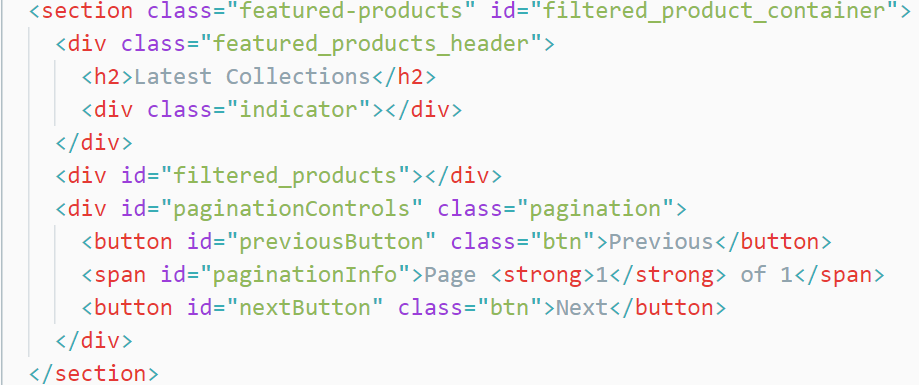 <section class="featured-products" id="filtered_product_container">
<div class="featured_products_header">
<h2>Latest Collections</h2>
<div class="indicator"></div>
</div>
<div id="filtered_products"></div>
<div id="paginationControls" class="pagination">
<button id="previousButton" class="btn">Previous</button>
<span id="paginationInfo">Page <strong>1</strong> of 1</span>
<button id="nextButton" class="btn">Next</button>
</div>
</section>